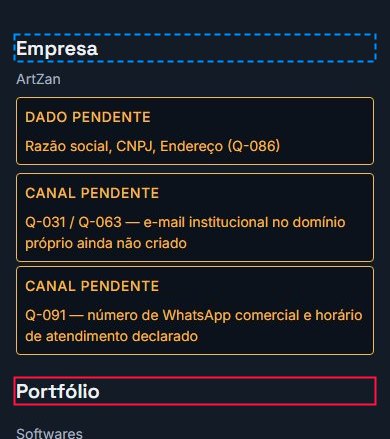 Empresa
ArtZan
DADO PENDENTE
Razão social, CNPJ, Endereço (Q-086)
CANAL PENDENTE
Q-031 / Q-063 — e-mail institucional no domínio
próprio ainda não criado
CANAL PENDENTE
Q-091 — número de WhatsApp comercial e horário
de atendimento declarado
Portfólio
Softwares